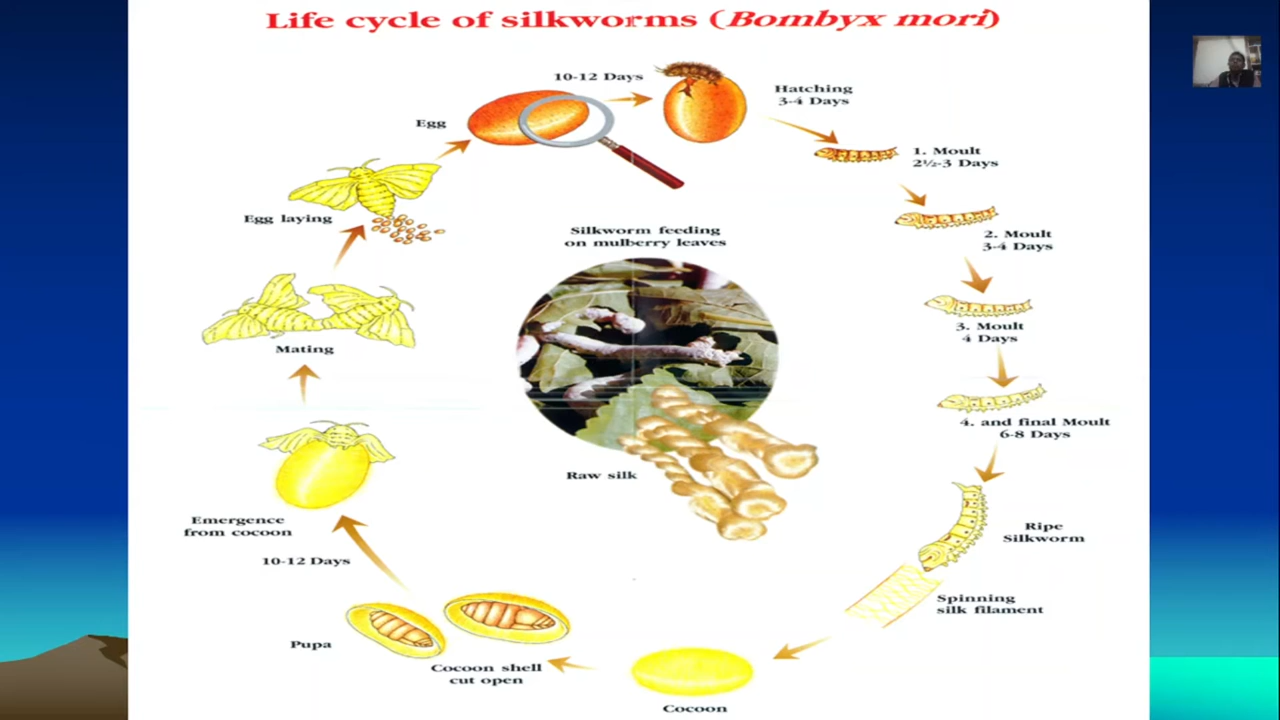 Life cycle of silkworms (Bombyx mori)
10-12 Days
Hatching
3-4 Days
Egg
1. Moult
2½-3 Days
Egg laying
2. Moult
3-4 Days
Silkworm feeding
on mulberry leaves
3. Moult
4 Days
Mating
4. and final Moult
6-8 Days
Raw silk
Emergence
from cocoon
Ripe
Silkworm
10-12 Days
Spinning
silk filament
Pupa
Cocoon shell
cut open
Cocoon